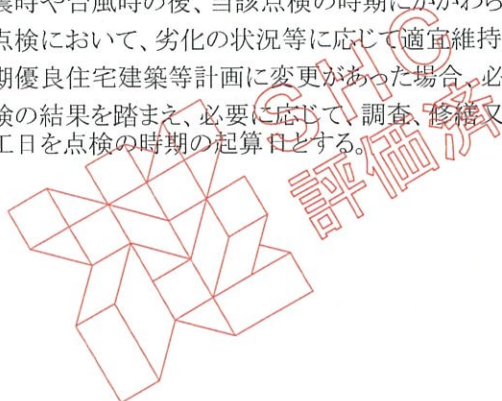 震時や台風時の後、当該点検の時期にかかわら
点検において、劣化の状況等に応じて適宜維持
期優良住宅建築等計画に変更があった場合、必
検の結果を踏まえ、必要に応じて、調査、修繕又
工日を点検の時期の起算日とする。
SHC
評価済